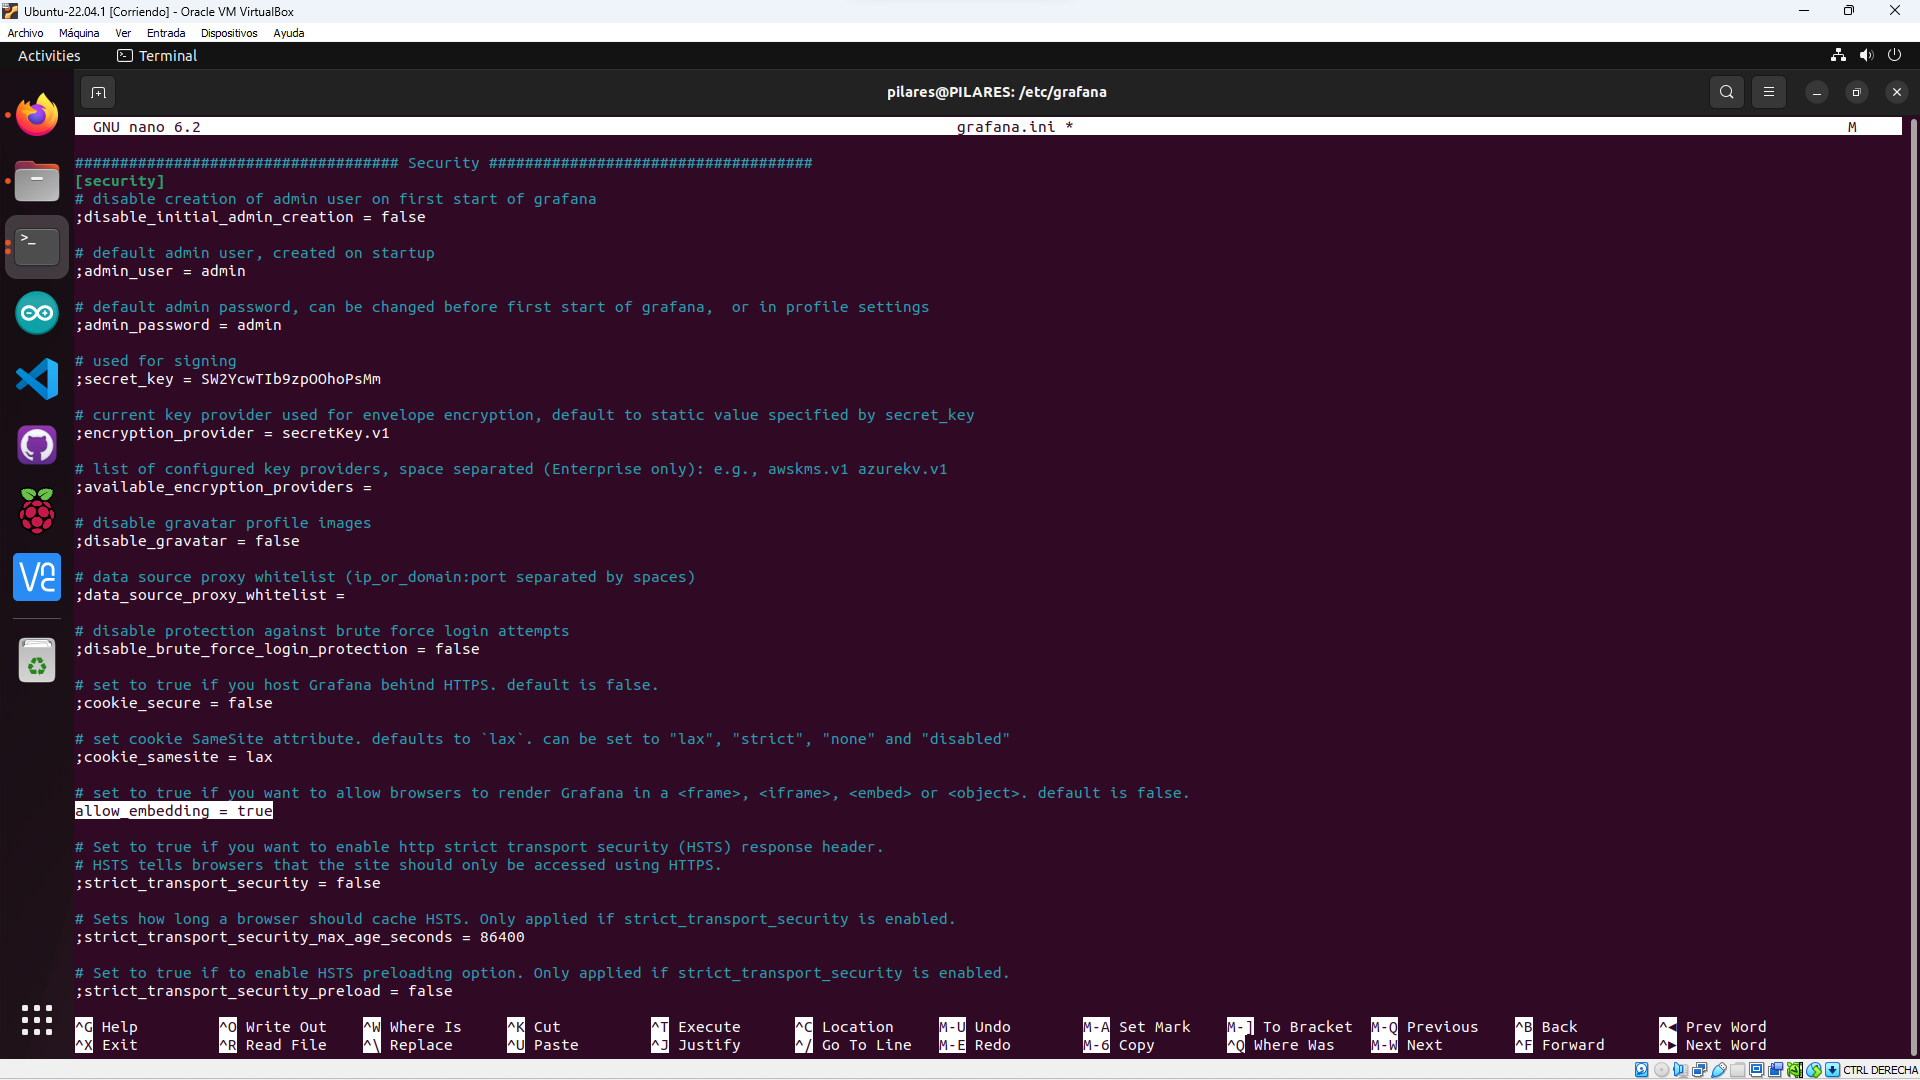 Ubuntu-22.04.1 [Corriendo] - Oracle VM VirtualBox
Archivo Máquina Ver Entrada Dispositivos Ayuda
Activities Terminal
pilares@PILARES: /etc/grafana
GNU nano 6.2 grafana.ini * M
#################################### Security ####################################
[security]
# disable creation of admin user on first start of grafana
;disable_initial_admin_creation = false
# default admin user, created on startup
;admin_user = admin
# default admin password, can be changed before first start of grafana,  or in profile settings
;admin_password = admin
# used for signing
;secret_key = SW2YcwTIb9zpOOhoPsMm
# current key provider used for envelope encryption, default to static value specified by secret_key
;encryption_provider = secretKey.v1
# list of configured key providers, space separated (Enterprise only): e.g., awskms.v1 azurekv.v1
;available_encryption_providers =
# disable gravatar profile images
;disable_gravatar = false
# data source proxy whitelist (ip_or_domain:port separated by spaces)
;data_source_proxy_whitelist =
# disable protection against brute force login attempts
;disable_brute_force_login_protection = false
# set to true if you host Grafana behind HTTPS. default is false.
;cookie_secure = false
# set cookie SameSite attribute. defaults to `lax`. can be set to "lax", "strict", "none" and "disabled"
;cookie_samesite = lax
# set to true if you want to allow browsers to render Grafana in a <frame>, <iframe>, <embed> or <object>. default is false.
allow_embedding = true
# Set to true if you want to enable http strict transport security (HSTS) response header.
# HSTS tells browsers that the site should only be accessed using HTTPS.
;strict_transport_security = false
# Sets how long a browser should cache HSTS. Only applied if strict_transport_security is enabled.
;strict_transport_security_max_age_seconds = 86400
# Set to true if to enable HSTS preloading option. Only applied if strict_transport_security is enabled.
;strict_transport_security_preload = false
^G Help ^O Write Out ^W Where Is ^K Cut ^T Execute ^C Location M-U Undo M-A Set Mark M-] To Bracket M-Q Previous ^B Back ^◀ Prev Word
^X Exit ^R Read File ^\ Replace ^U Paste ^J Justify ^/ Go To Line M-E Redo M-6 Copy ^Q Where Was M-W Next ^F Forward ^▶ Next Word
CTRL DERECHA